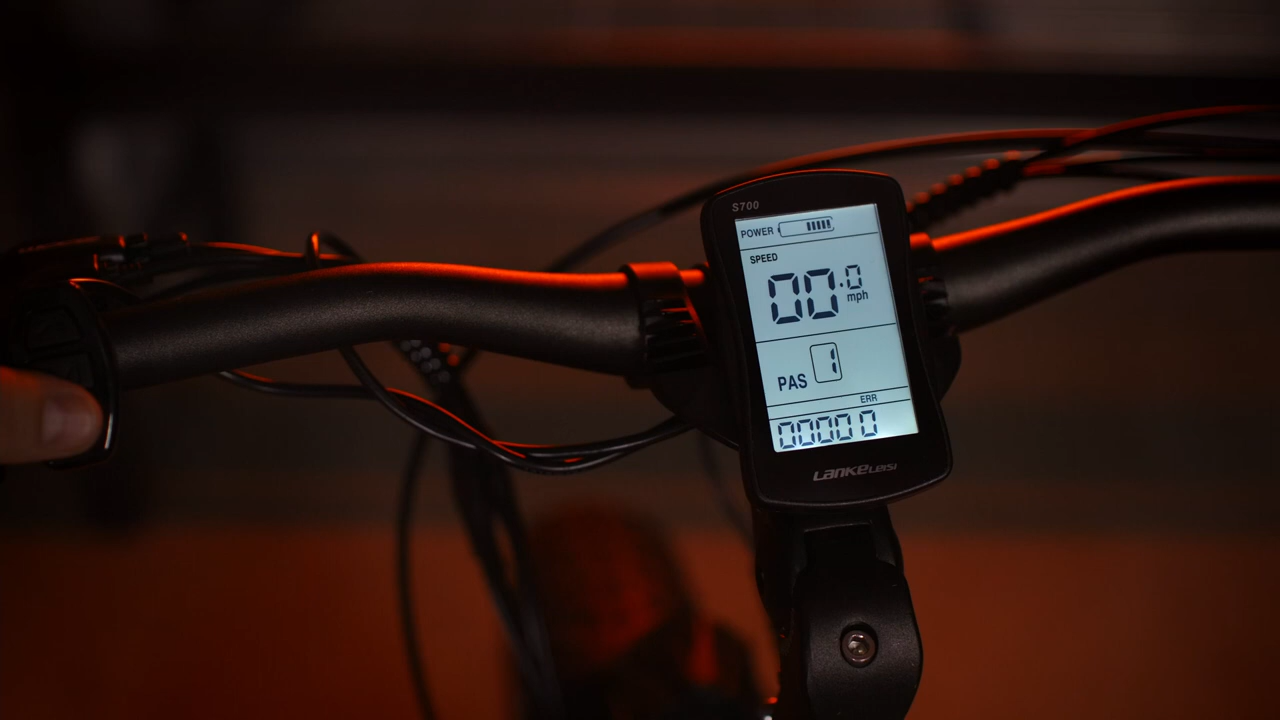 S700
POWER
SPEED
00.0
mph
PAS 1
ERR
00000
LANKELEISI